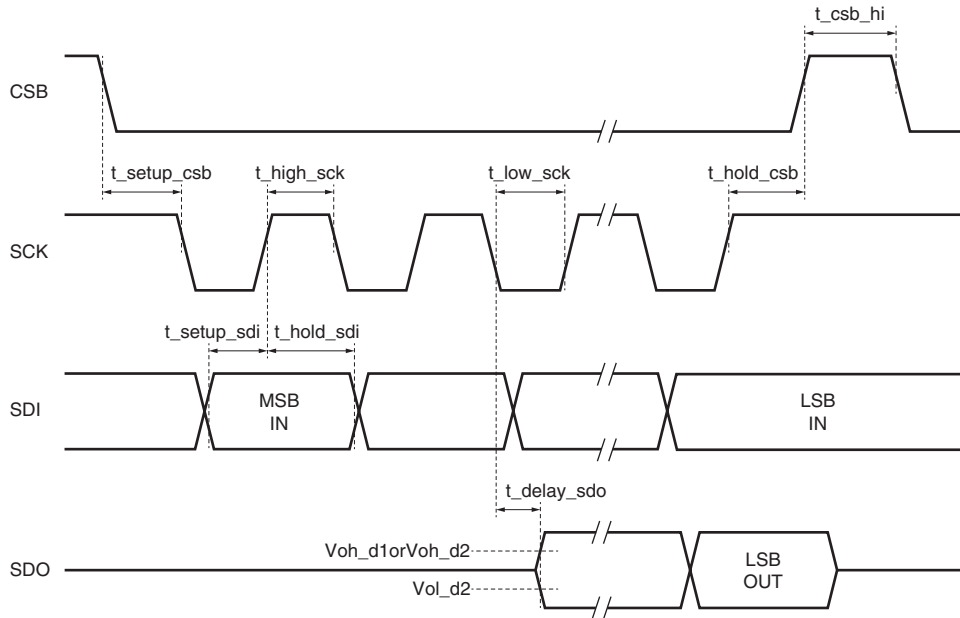 t_csb_hi
CSB
t_setup_csb
t_high_sck
t_low_sck
t_hold_csb
SCK
t_setup_sdi
t_hold_sdi
SDI
MSB
IN
LSB
IN
t_delay_sdo
Voh_d1orVoh_d2
SDO
Vol_d2
LSB
OUT